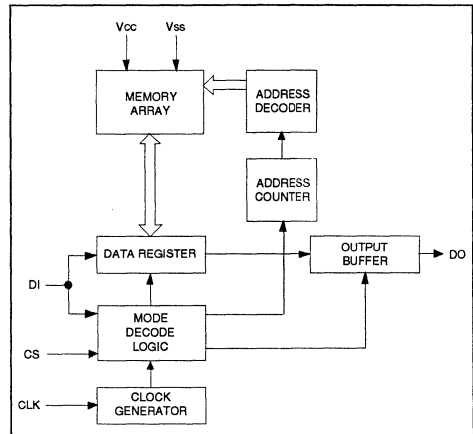 Vcc Vss
MEMORY
ARRAY
ADDRESS
DECODER
ADDRESS
COUNTER
DATA REGISTER
OUTPUT
BUFFER
DO
DI
MODE
DECODE
LOGIC
CS
CLK
CLOCK
GENERATOR